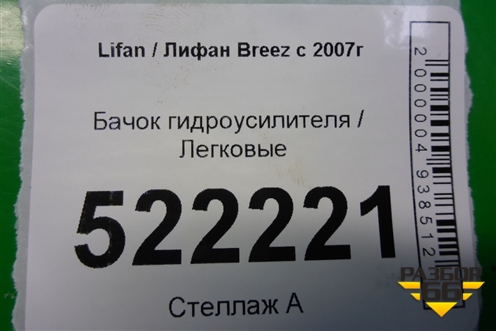 Lifan / Лифан Breez с 2007г
Бачок гидроусилителя /
Легковые
522221
Стеллаж А
2000004938512
РАЗБОР
66